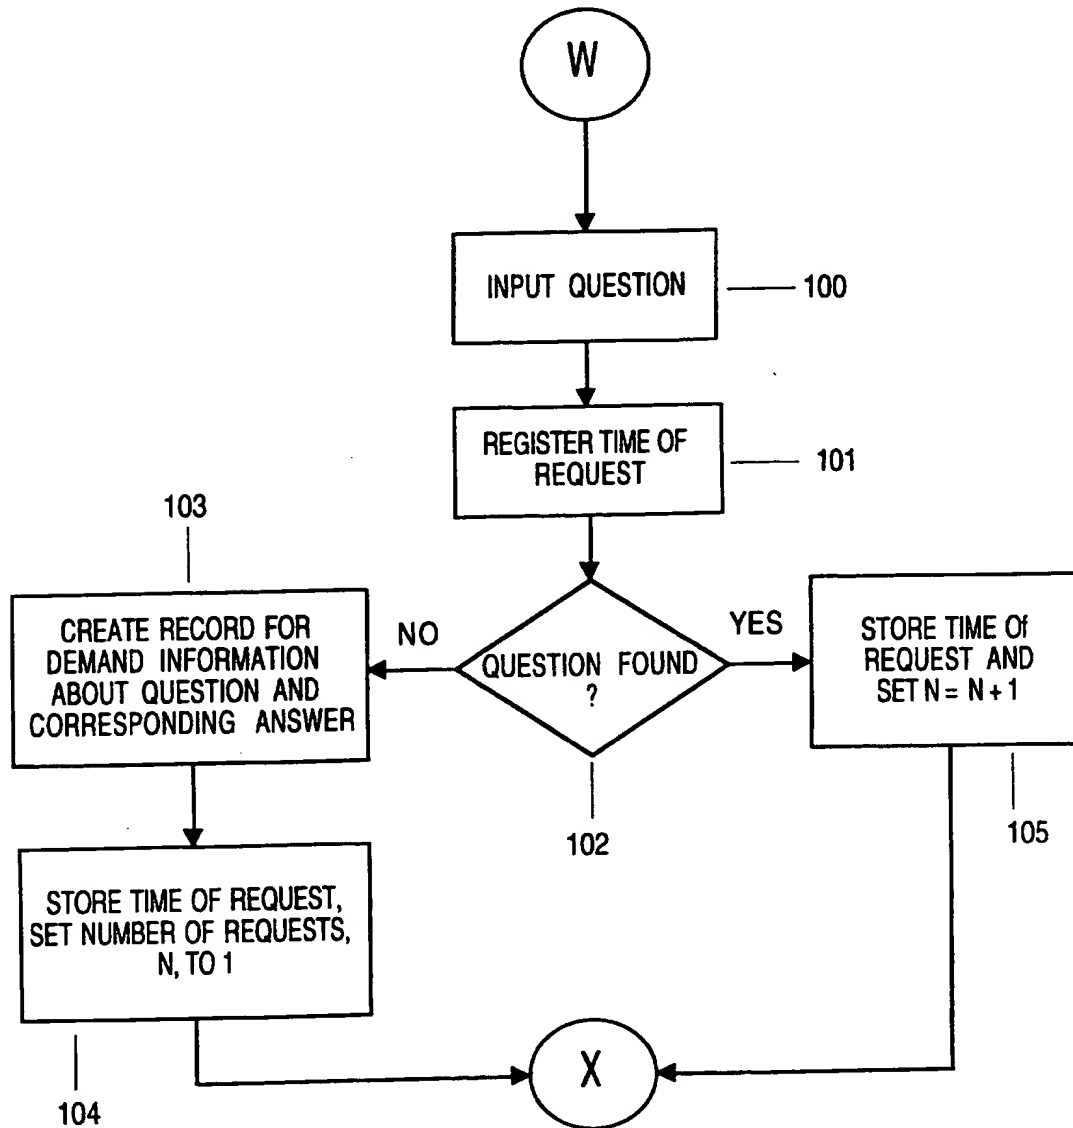 W
INPUT QUESTION
100
REGISTER TIME OF
REQUEST
101
103
CREATE RECORD FOR
DEMAND INFORMATION
ABOUT QUESTION AND
CORRESPONDING ANSWER
NO
QUESTION FOUND
?
YES
STORE TIME Of
REQUEST AND
SET N = N + 1
102
105
STORE TIME OF REQUEST,
SET NUMBER OF REQUESTS,
N, TO 1
104
X